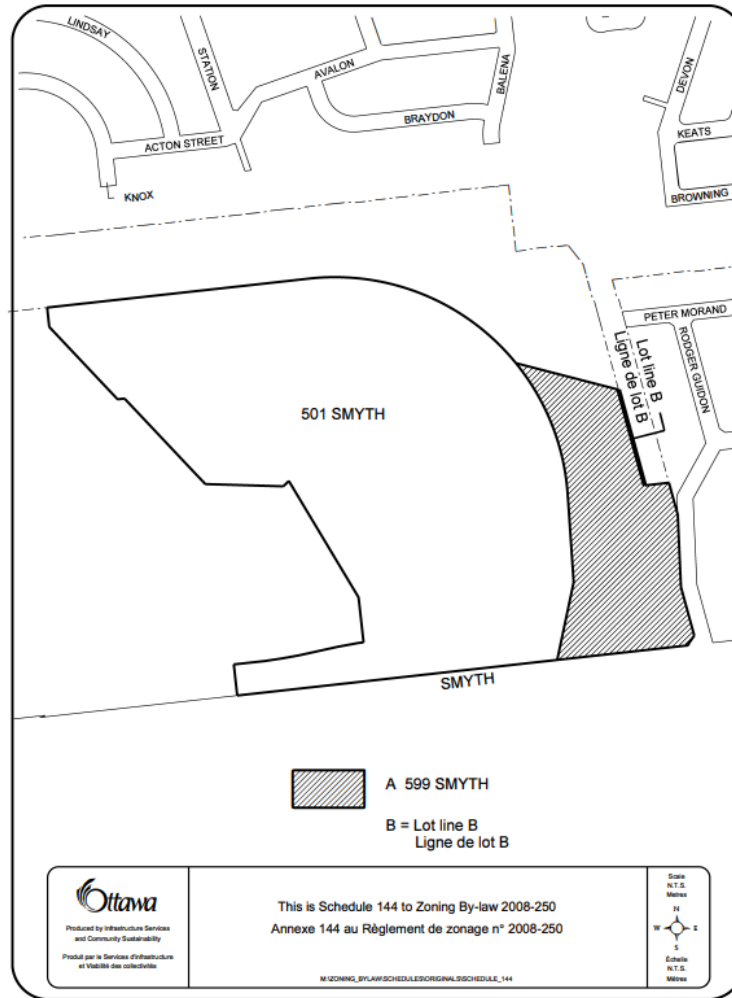 LINDSAY
STATION
AVALON
BALENA
DEVON
BRAYDON
KEATS
ACTON STREET
KNOX
BROWNING
PETER MORAND
Lot line B
Ligne de lot B
RODGER GUIDON
501 SMYTH
SMYTH
A 599 SMYTH
B = Lot line B
Ligne de lot B
Ottawa
Produced by Infrastructure Services
and Community Sustainability
Produit par le Services d'infrastructure
et Viabilité des collectivités
This is Schedule 144 to Zoning By-law 2008-250
Annexe 144 au Règlement de zonage n° 2008-250
M:\ZONING_BYLAW\SCHEDULES\ORIGINALS\SCHEDULE_144
Scale
N.T.S.
Metres
N
W E
S
Échelle
N.T.S.
Mètres